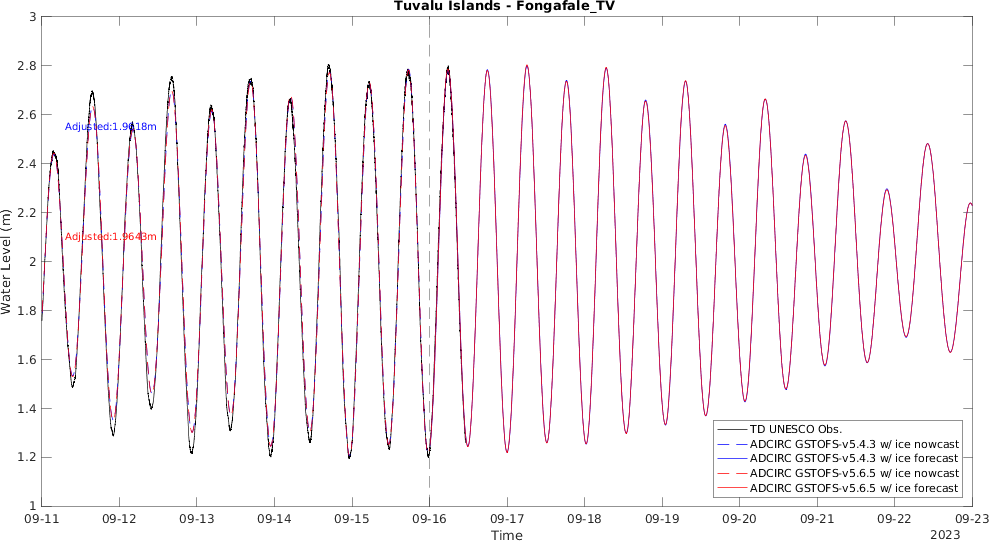 Tuvalu Islands - Fongafale_TV
3
2.8
2.6
2.4
2.2
2
1.8
1.6
1.4
1.2
1
Water Level (m)
Adjusted:1.9618m
Adjusted:1.9643m
TD UNESCO Obs.
ADCIRC GSTOFS-v5.4.3 w/ ice nowcast
ADCIRC GSTOFS-v5.4.3 w/ ice forecast
ADCIRC GSTOFS-v5.6.5 w/ ice nowcast
ADCIRC GSTOFS-v5.6.5 w/ ice forecast
09-11 09-12 09-13 09-14 09-15 09-16 09-17 09-18 09-19 09-20 09-21 09-22 09-23
Time
2023